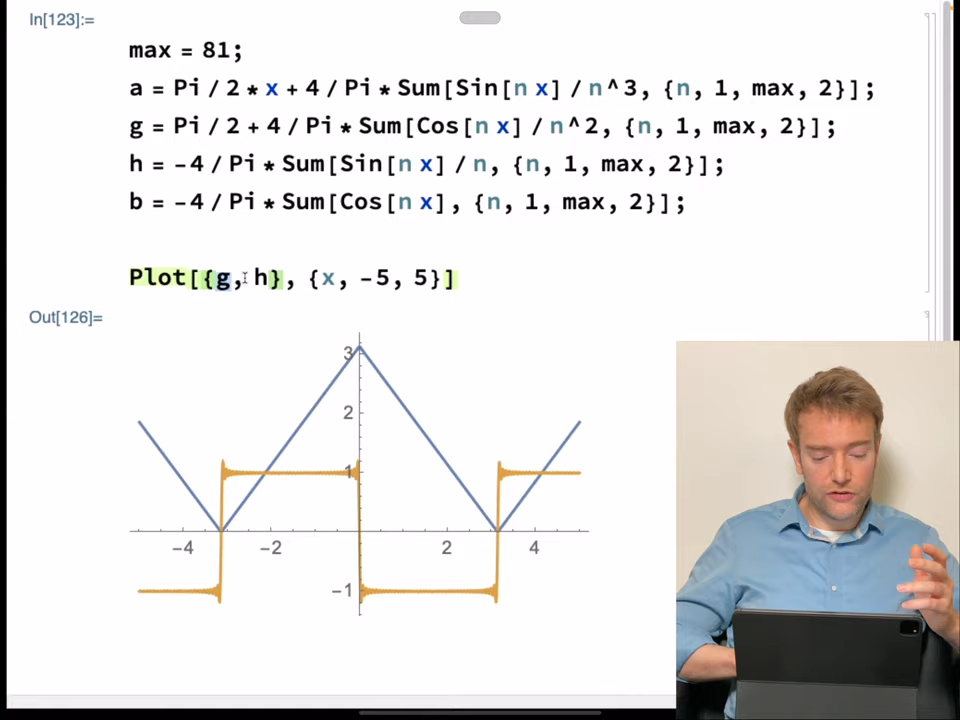 In[123]:=
max = 81;
a = Pi / 2 * x + 4 / Pi * Sum[Sin[n x] / n^3, {n, 1, max, 2}];
g = Pi / 2 + 4 / Pi * Sum[Cos[n x] / n^2, {n, 1, max, 2}];
h = -4 / Pi * Sum[Sin[n x] / n, {n, 1, max, 2}];
b = -4 / Pi * Sum[Cos[n x], {n, 1, max, 2}];
Plot[{g, h}, {x, -5, 5}]
Out[126]=
3
2
1
-4 -2 2 4
-1